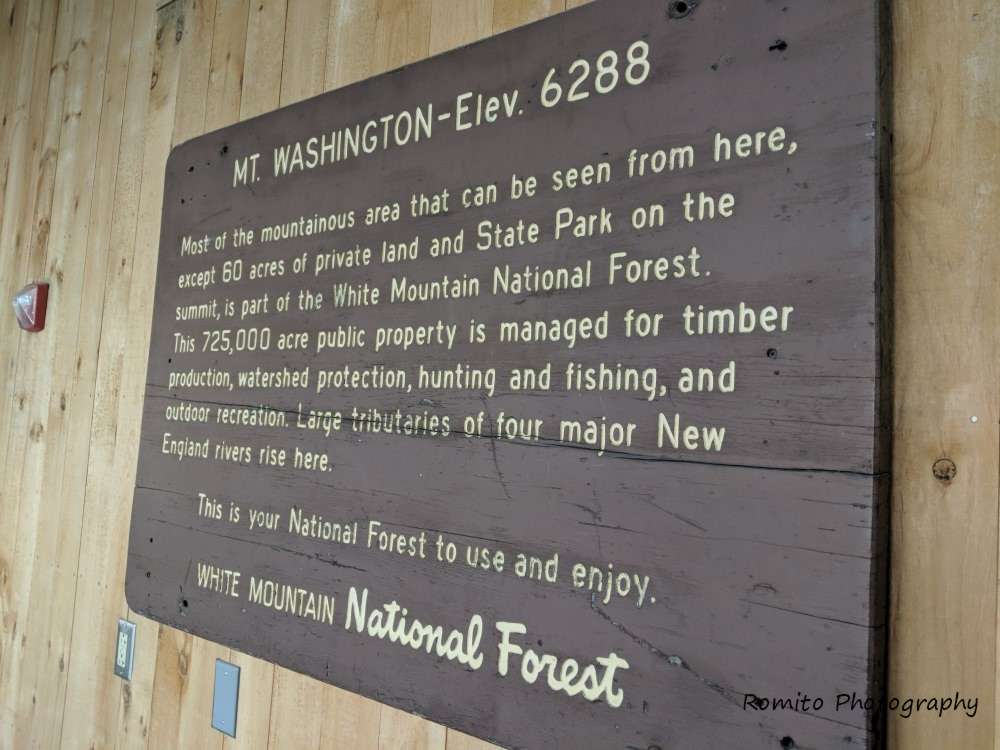 MT. WASHINGTON-Elev. 6288
Most of the mountainous area that can be seen from here,
except 60 acres of private land and State Park on the
summit, is part of the White Mountain National Forest.
This 725,000 acre public property is managed for timber
production, watershed protection, hunting and fishing, and
outdoor recreation. Large tributaries of four major New
England rivers rise here.
This is your National Forest to use and enjoy.
WHITE MOUNTAIN National Forest
Romito Photography